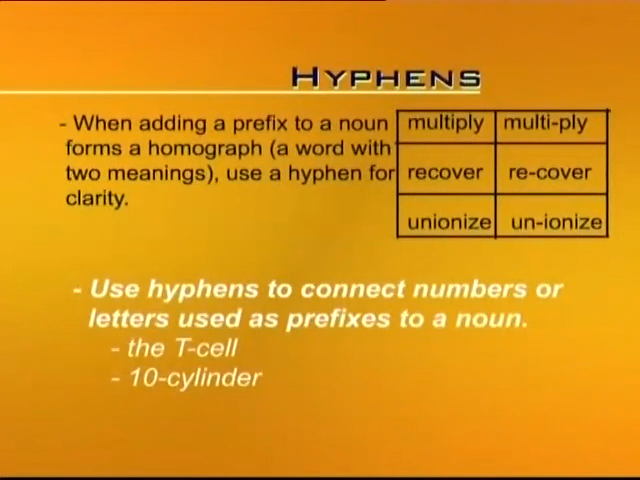 HYPHENS
- When adding a prefix to a noun
forms a homograph (a word with
two meanings), use a hyphen for
clarity.
multiply multi-ply
recover re-cover
unionize un-ionize
- Use hyphens to connect numbers or
letters used as prefixes to a noun.
- the T-cell
- 10-cylinder